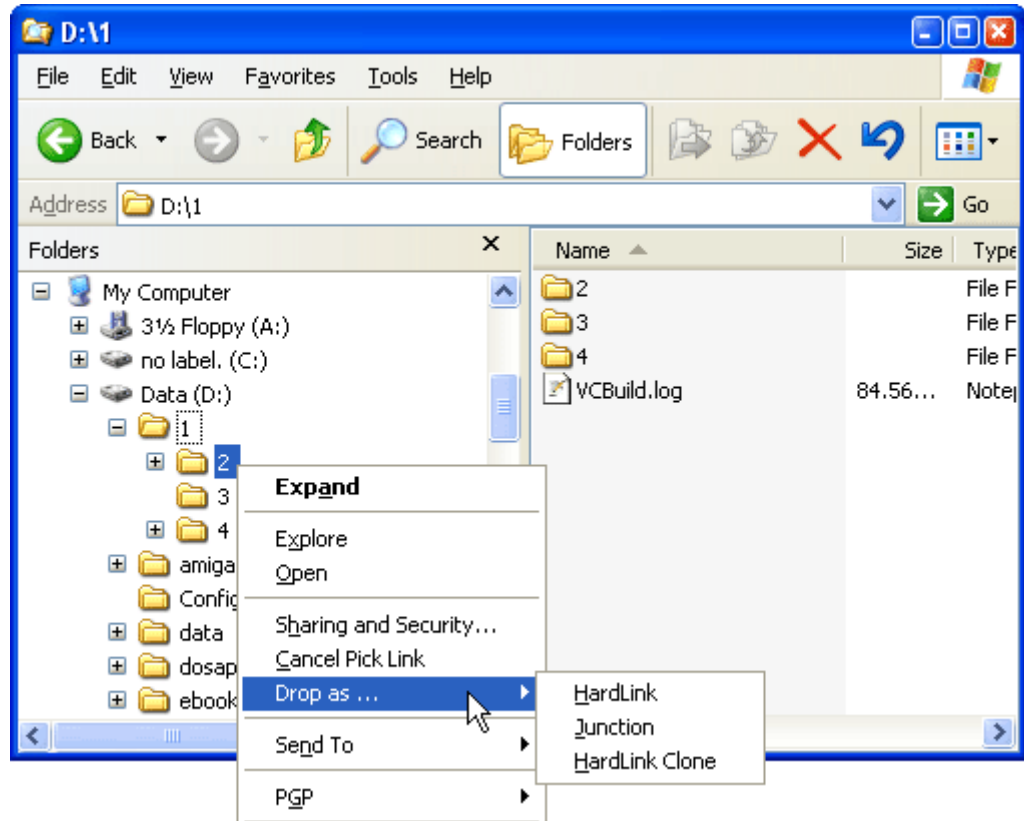 D:\1
File Edit View Favorites Tools Help
Back Search Folders
Address D:\1 Go
Folders
Name Size Type
My Computer
3½ Floppy (A:)
no label. (C:)
Data (D:)
1
2
3
4
amiga
Config
data
dosap
ebook
2 File F
3 File F
4 File F
VCBuild.log 84.56... Note
Expand
Explore
Open
Sharing and Security...
Cancel Pick Link
Drop as ...
Send To
PGP
HardLink
Junction
HardLink Clone